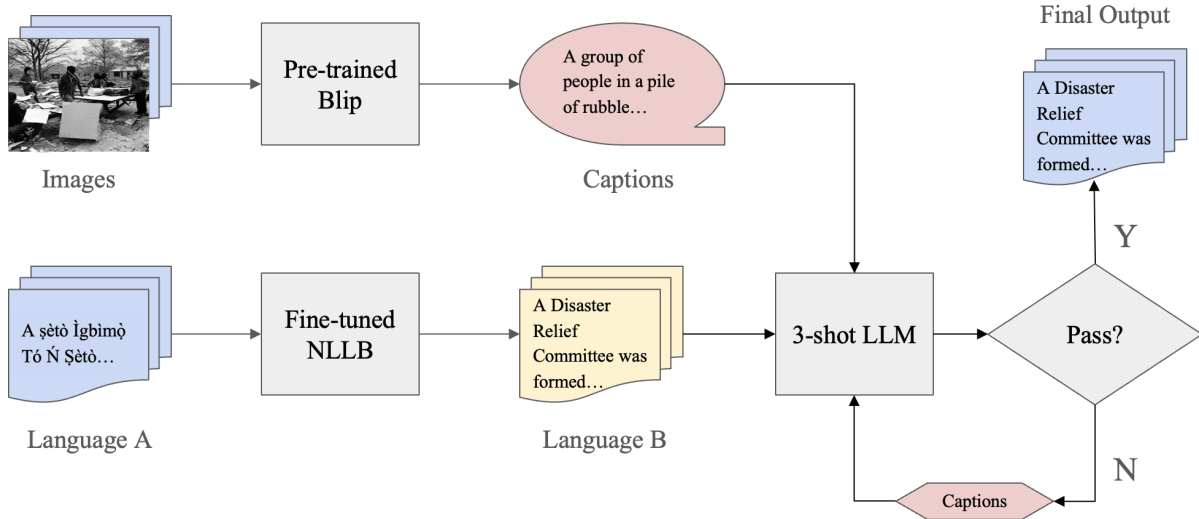 Final Output
Pre-trained
Blip
A group of
people in a pile
of rubble…
A Disaster
Relief
Committee was
formed…
Images
Captions
Y
A ṣètò Ìgbìmọ̀
Tó Ń Ṣètò…
Fine-tuned
NLLB
A Disaster
Relief
Committee was
formed…
3-shot LLM
Pass?
Language A
Language B
N
Captions